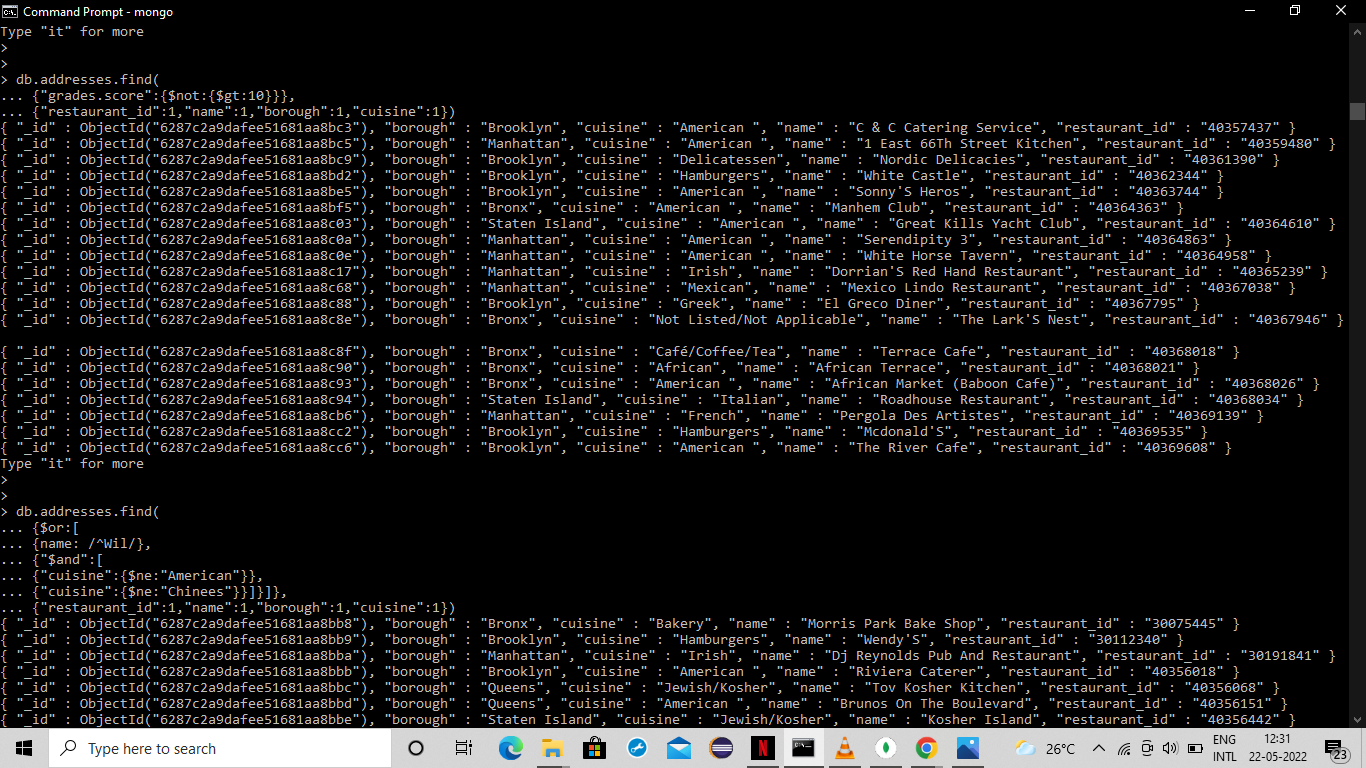 Command Prompt - mongo
Type "it" for more
>
>
> db.addresses.find(
... {"grades.score":{$not:{$gt:10}}},
... {"restaurant_id":1,"name":1,"borough":1,"cuisine":1})
{ "_id" : ObjectId("6287c2a9dafee51681aa8bc3"), "borough" : "Brooklyn", "cuisine" : "American ", "name" : "C & C Catering Service", "restaurant_id" : "40357437" }
{ "_id" : ObjectId("6287c2a9dafee51681aa8bc5"), "borough" : "Manhattan", "cuisine" : "American ", "name" : "1 East 66Th Street Kitchen", "restaurant_id" : "40359480" }
{ "_id" : ObjectId("6287c2a9dafee51681aa8bc9"), "borough" : "Brooklyn", "cuisine" : "Delicatessen", "name" : "Nordic Delicacies", "restaurant_id" : "40361390" }
{ "_id" : ObjectId("6287c2a9dafee51681aa8bd2"), "borough" : "Brooklyn", "cuisine" : "Hamburgers", "name" : "White Castle", "restaurant_id" : "40362344" }
{ "_id" : ObjectId("6287c2a9dafee51681aa8be5"), "borough" : "Brooklyn", "cuisine" : "American ", "name" : "Sonny'S Heros", "restaurant_id" : "40363744" }
{ "_id" : ObjectId("6287c2a9dafee51681aa8bf5"), "borough" : "Bronx", "cuisine" : "American ", "name" : "Manhem Club", "restaurant_id" : "40364363" }
{ "_id" : ObjectId("6287c2a9dafee51681aa8c03"), "borough" : "Staten Island", "cuisine" : "American ", "name" : "Great Kills Yacht Club", "restaurant_id" : "40364610" }
{ "_id" : ObjectId("6287c2a9dafee51681aa8c0a"), "borough" : "Manhattan", "cuisine" : "American ", "name" : "Serendipity 3", "restaurant_id" : "40364863" }
{ "_id" : ObjectId("6287c2a9dafee51681aa8c0e"), "borough" : "Manhattan", "cuisine" : "American ", "name" : "White Horse Tavern", "restaurant_id" : "40364958" }
{ "_id" : ObjectId("6287c2a9dafee51681aa8c17"), "borough" : "Manhattan", "cuisine" : "Irish", "name" : "Dorrian'S Red Hand Restaurant", "restaurant_id" : "40365239" }
{ "_id" : ObjectId("6287c2a9dafee51681aa8c68"), "borough" : "Manhattan", "cuisine" : "Mexican", "name" : "Mexico Lindo Restaurant", "restaurant_id" : "40367038" }
{ "_id" : ObjectId("6287c2a9dafee51681aa8c88"), "borough" : "Brooklyn", "cuisine" : "Greek", "name" : "El Greco Diner", "restaurant_id" : "40367795" }
{ "_id" : ObjectId("6287c2a9dafee51681aa8c8e"), "borough" : "Bronx", "cuisine" : "Not Listed/Not Applicable", "name" : "The Lark'S Nest", "restaurant_id" : "40367946" }
{ "_id" : ObjectId("6287c2a9dafee51681aa8c8f"), "borough" : "Bronx", "cuisine" : "Café/Coffee/Tea", "name" : "Terrace Cafe", "restaurant_id" : "40368018" }
{ "_id" : ObjectId("6287c2a9dafee51681aa8c90"), "borough" : "Bronx", "cuisine" : "African", "name" : "African Terrace", "restaurant_id" : "40368021" }
{ "_id" : ObjectId("6287c2a9dafee51681aa8c93"), "borough" : "Bronx", "cuisine" : "American ", "name" : "African Market (Baboon Cafe)", "restaurant_id" : "40368026" }
{ "_id" : ObjectId("6287c2a9dafee51681aa8c94"), "borough" : "Staten Island", "cuisine" : "Italian", "name" : "Roadhouse Restaurant", "restaurant_id" : "40368034" }
{ "_id" : ObjectId("6287c2a9dafee51681aa8cb6"), "borough" : "Manhattan", "cuisine" : "French", "name" : "Pergola Des Artistes", "restaurant_id" : "40369139" }
{ "_id" : ObjectId("6287c2a9dafee51681aa8cc2"), "borough" : "Brooklyn", "cuisine" : "Hamburgers", "name" : "Mcdonald'S", "restaurant_id" : "40369535" }
{ "_id" : ObjectId("6287c2a9dafee51681aa8cc6"), "borough" : "Brooklyn", "cuisine" : "American ", "name" : "The River Cafe", "restaurant_id" : "40369608" }
Type "it" for more
>
>
> db.addresses.find(
... {$or:[
... {name: /^Wil/},
... {"$and":[
... {"cuisine":{$ne:"American"}},
... {"cuisine":{$ne:"Chinees"}}]}]},
... {"restaurant_id":1,"name":1,"borough":1,"cuisine":1})
{ "_id" : ObjectId("6287c2a9dafee51681aa8bb8"), "borough" : "Bronx", "cuisine" : "Bakery", "name" : "Morris Park Bake Shop", "restaurant_id" : "30075445" }
{ "_id" : ObjectId("6287c2a9dafee51681aa8bb9"), "borough" : "Brooklyn", "cuisine" : "Hamburgers", "name" : "Wendy'S", "restaurant_id" : "30112340" }
{ "_id" : ObjectId("6287c2a9dafee51681aa8bba"), "borough" : "Manhattan", "cuisine" : "Irish", "name" : "Dj Reynolds Pub And Restaurant", "restaurant_id" : "30191841" }
{ "_id" : ObjectId("6287c2a9dafee51681aa8bbb"), "borough" : "Brooklyn", "cuisine" : "American ", "name" : "Riviera Caterer", "restaurant_id" : "40356018" }
{ "_id" : ObjectId("6287c2a9dafee51681aa8bbc"), "borough" : "Queens", "cuisine" : "Jewish/Kosher", "name" : "Tov Kosher Kitchen", "restaurant_id" : "40356068" }
{ "_id" : ObjectId("6287c2a9dafee51681aa8bbd"), "borough" : "Queens", "cuisine" : "American ", "name" : "Brunos On The Boulevard", "restaurant_id" : "40356151" }
{ "_id" : ObjectId("6287c2a9dafee51681aa8bbe"), "borough" : "Staten Island", "cuisine" : "Jewish/Kosher", "name" : "Kosher Island", "restaurant_id" : "40356442" }
Type here to search
26°C
ENG
INTL
12:31
22-05-2022
23